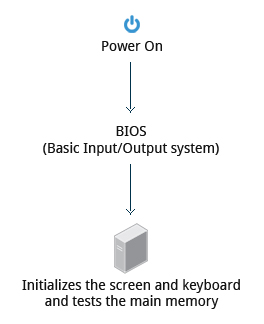 Power On
BIOS
(Basic Input/Output system)
Initializes the screen and keyboard
and tests the main memory